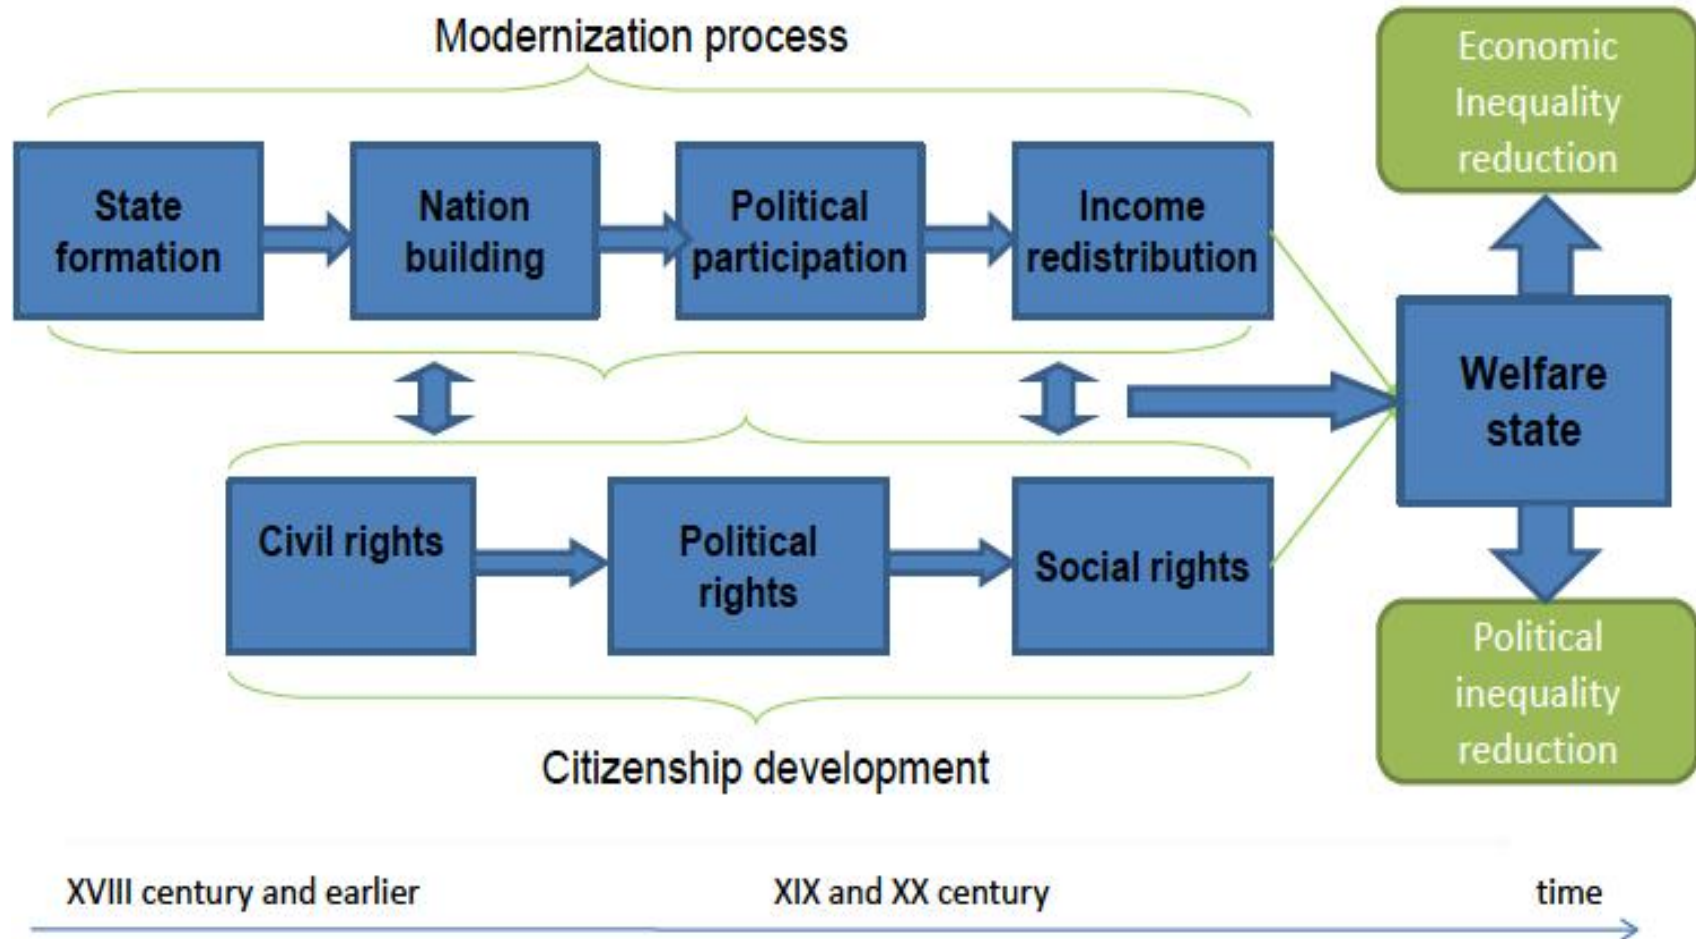 Modernization process
State
formation
Nation
building
Political
participation
Income
redistribution
Economic
Inequality
reduction
Welfare
state
Civil rights
Political
rights
Social rights
Political
inequality
reduction
Citizenship development
XVIII century and earlier
XIX and XX century
time